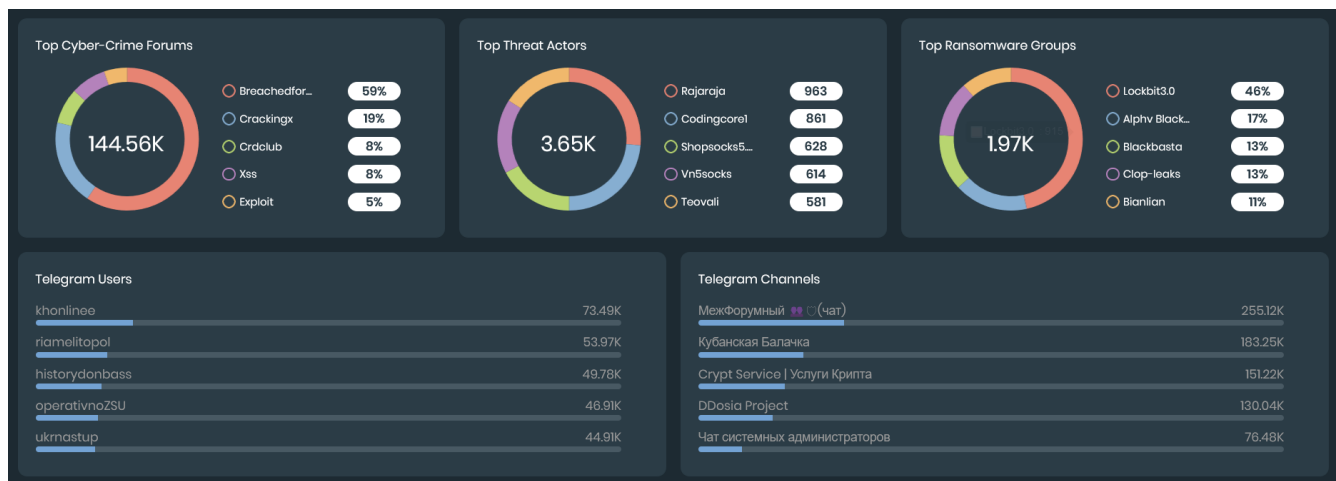 Top Cyber-Crime Forums
144.56K
Breachedfor... 59%
Crackingx 19%
Crdclub 8%
Xss 8%
Exploit 5%
Top Threat Actors
3.65K
Rajaraja 963
Codingcore1 861
Shopsocks5... 628
Vn5socks 614
Teovali 581
Top Ransomware Groups
1.97K
Lockbit3.0 46%
Alphv Black... 17%
Blackbasta 13%
Clop-leaks 13%
Bianlian 11%
Telegram Users
khonlinee 73.49K
riamelitopol 53.97K
historydonbass 49.78K
operativnoZSU 46.91K
ukrnastup 44.91K
Telegram Channels
МежФорумный 👥 🛡(чат) 255.12K
Кубанская Балачка 183.25K
Crypt Service | Услуги Крипта 151.22K
DDosia Project 130.04K
Чат системных администраторов 76.48K